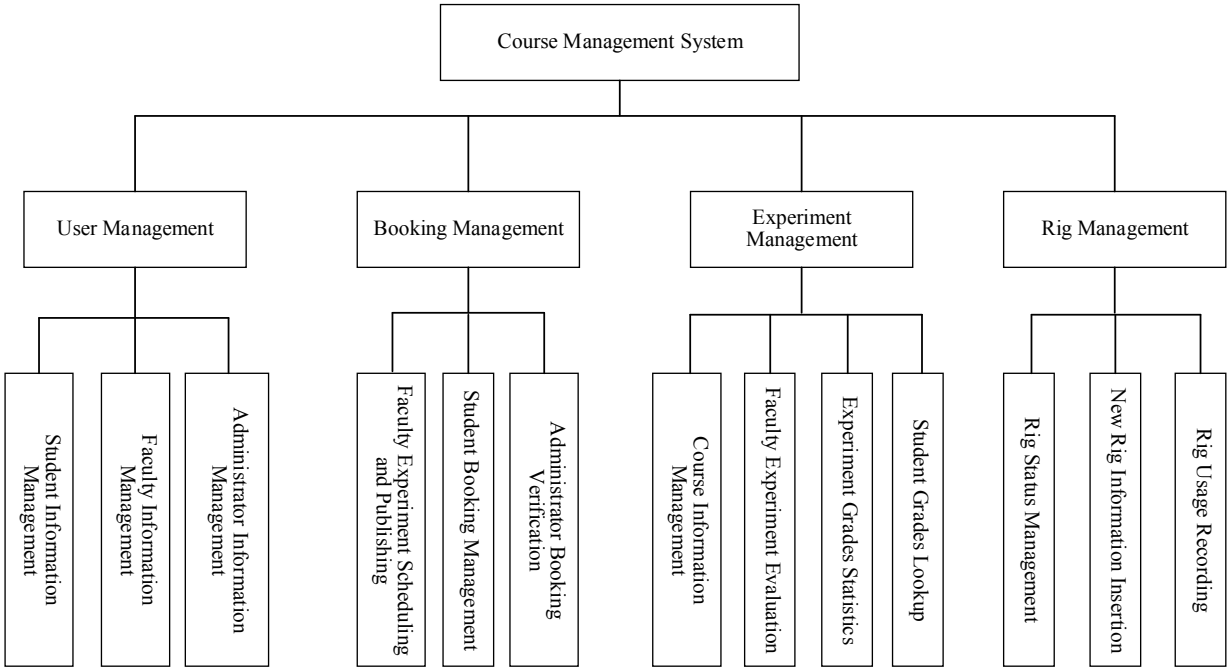 Course Management System
User Management
Booking Management
Experiment
Management
Rig Management
Student Information
Management
Faculty Information
Management
Administrator Information
Management
Faculty Experiment Scheduling
and Publishing
Student Booking Management
Administrator Booking
Verification
Course Information
Management
Faculty Experiment Evaluation
Experiment Grades Statistics
Student Grades Lookup
Rig Status Management
New Rig Information Insertion
Rig Usage Recording